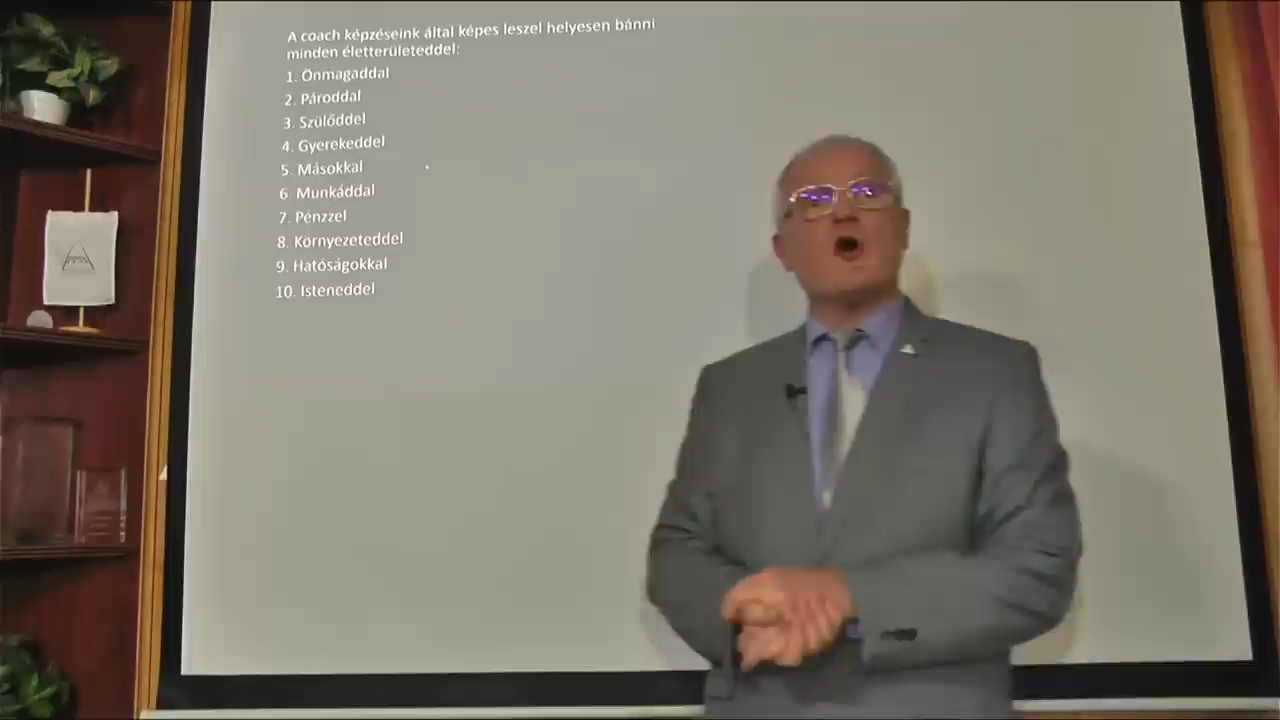 A coach képzéseink által képes leszel helyesen bánni
minden életterületeddel:
1. Önmagaddal
2. Pároddal
3. Szülőddel
4. Gyerekeddel
5. Másokkal
6. Munkáddal
7. Pénzzel
8. Környezeteddel
9. Hatóságokkal
10. Isteneddel